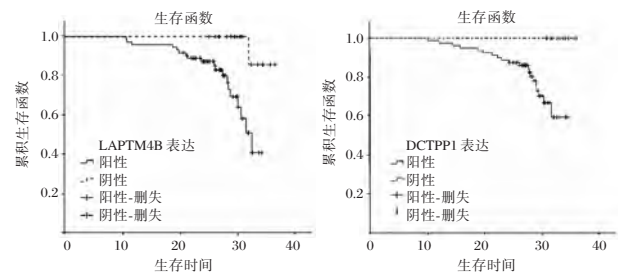 生存函数
1.0
0.8
0.6
0.4
0.2
累积生存函数
LAPTM4B 表达
阳性
阴性
阳性-删失
阴性-删失
0 10 20 30 40
生存时间
生存函数
1.0
0.8
0.6
0.4
0.2
累积生存函数
DCTPP1 表达
阳性
阴性
阳性-删失
阴性-删失
0 10 20 30 40
生存时间